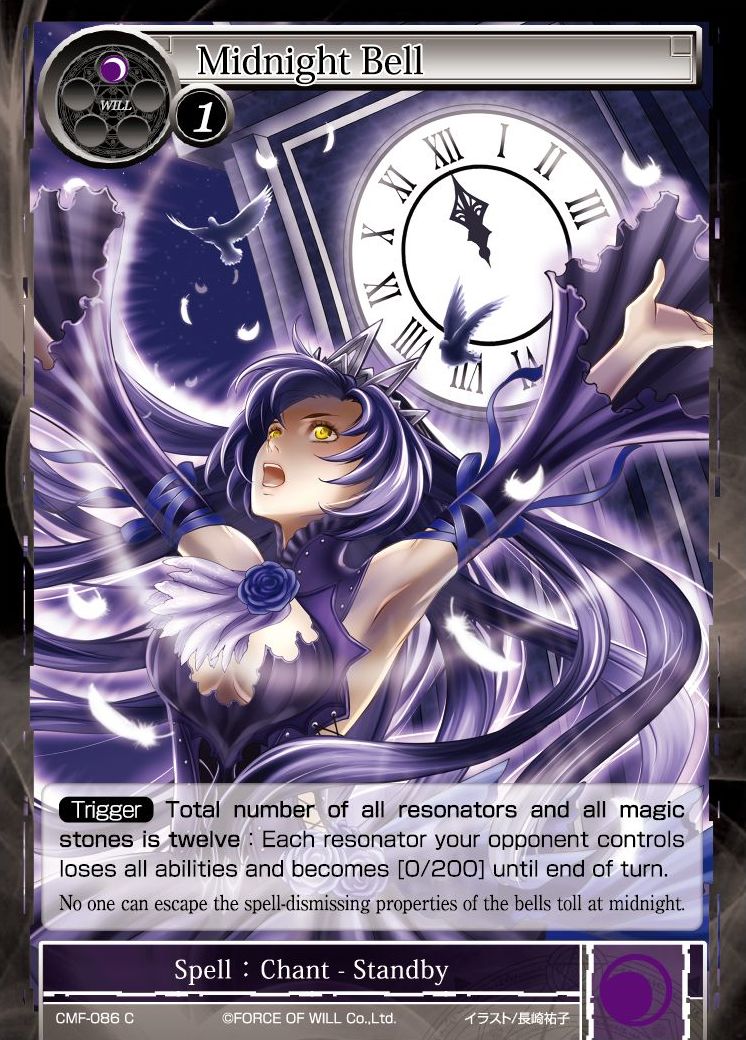 Midnight Bell
WILL
1
XII I II III VI VII VIII IX X XI
Trigger Total number of all resonators and all magic
stones is twelve : Each resonator your opponent controls
loses all abilities and becomes [0/200] until end of turn.
No one can escape the spell-dismissing properties of the bells toll at midnight.
Spell : Chant - Standby
CMF-086 C ©FORCE OF WILL Co.,Ltd. イラスト/長崎祐子